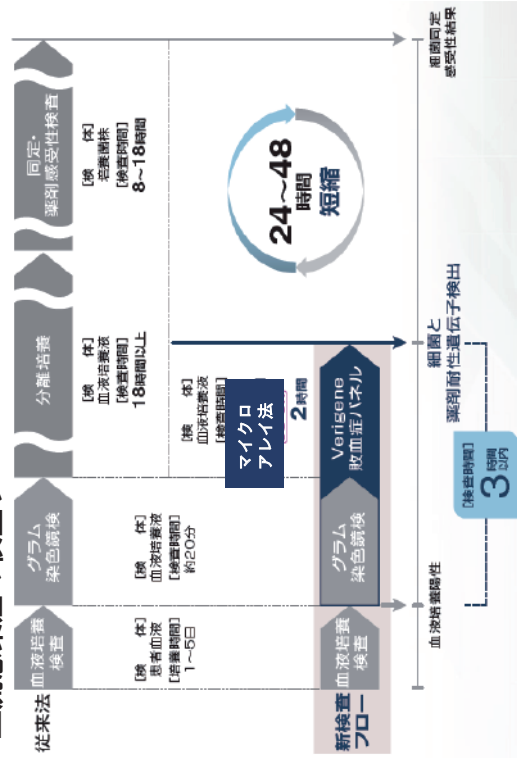 従来法
血液培養
検査
グラム
染色鏡検
分離培養
同定・
薬剤感受性検査
[検 体]
患者血液
[培養時間]
1～5日
[検 体]
血液培養液
[検査時間]
約20分
[検 体]
血液培養液
[検査時間]
18時間以上
[検 体]
培養菌株
[検査時間]
8～18時間
[検 体]
血液培養液
[検査時間]
2時間
マイクロ
アレイ法
24～48
時間
短縮
新検査
フロー
血液培養
検査
グラム
染色鏡検
Verigene
敗血症パネル
血液培養陽性
細菌と
薬剤耐性遺伝子検出
細菌同定
感受性結果
[検査時間]
3時間以内